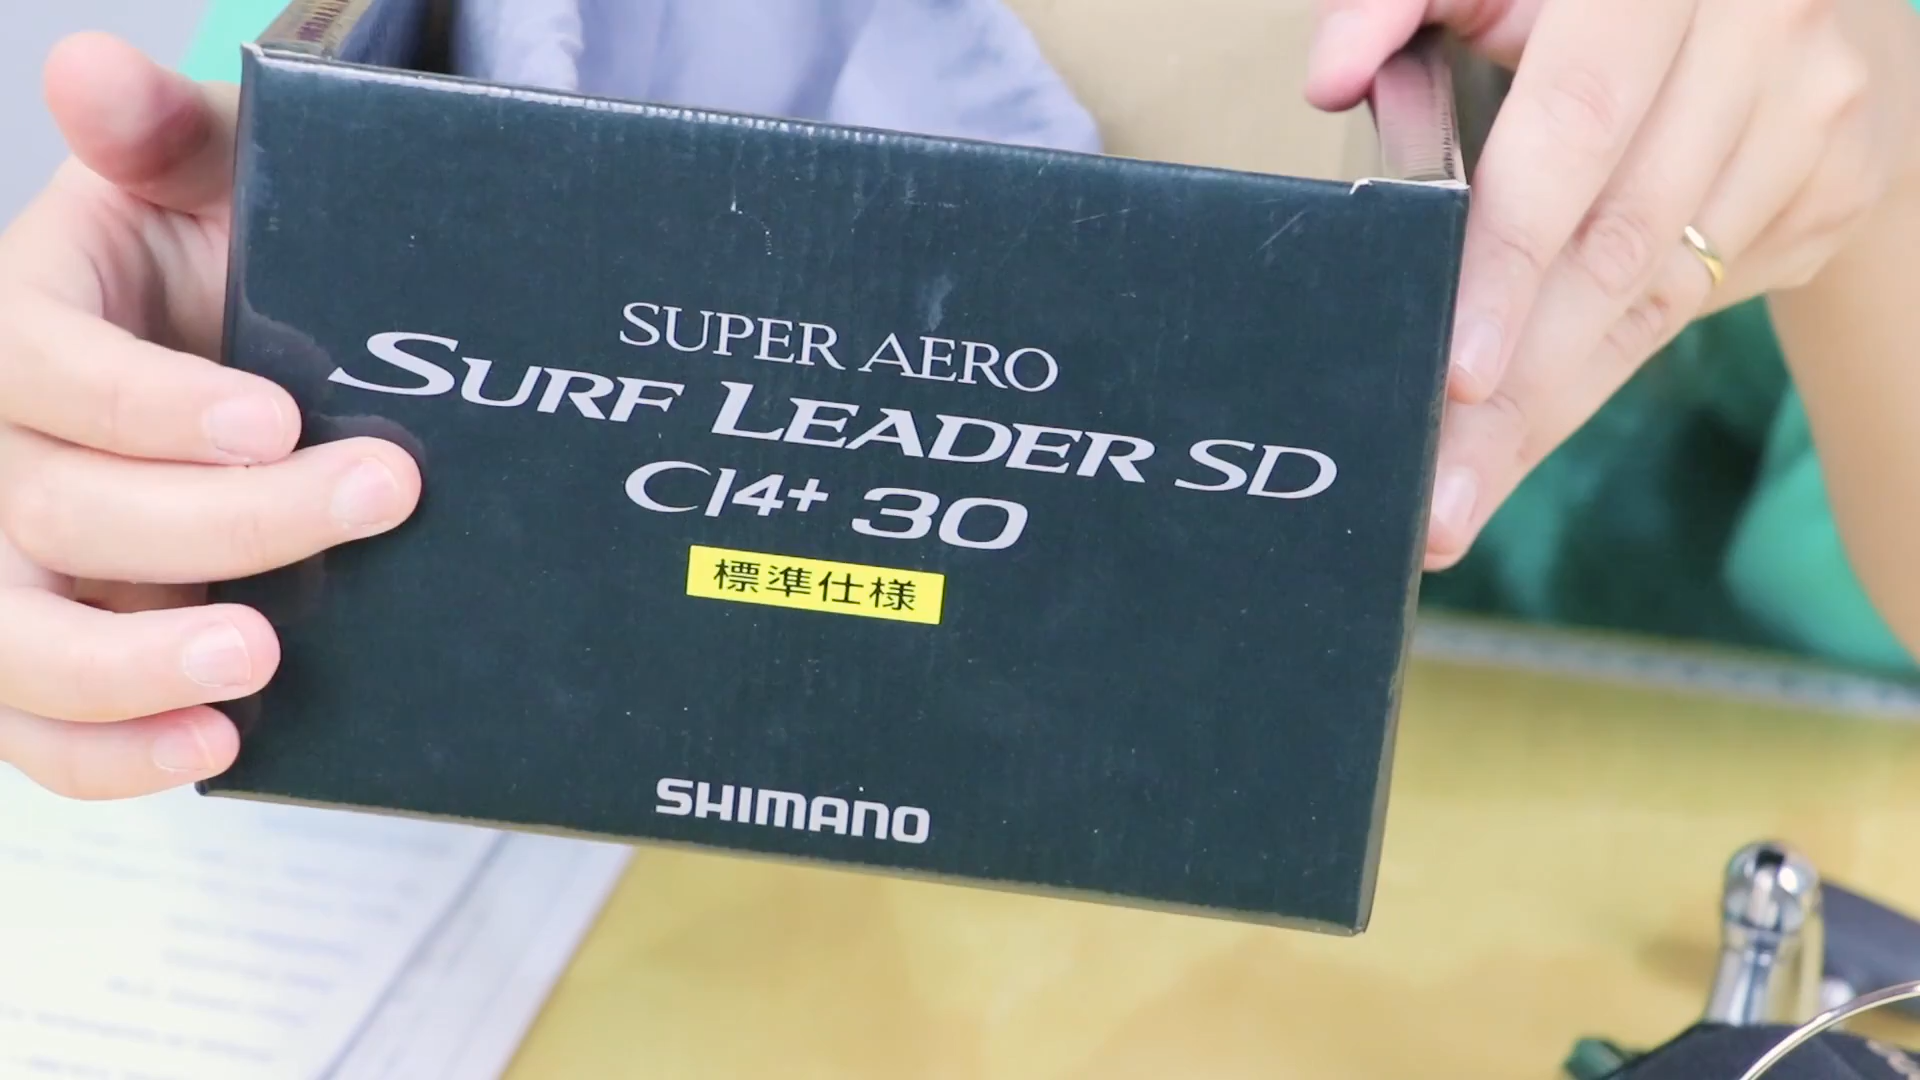 SUPER AERO
SURF LEADER SD
CI4+ 30
標準仕様
SHIMANO